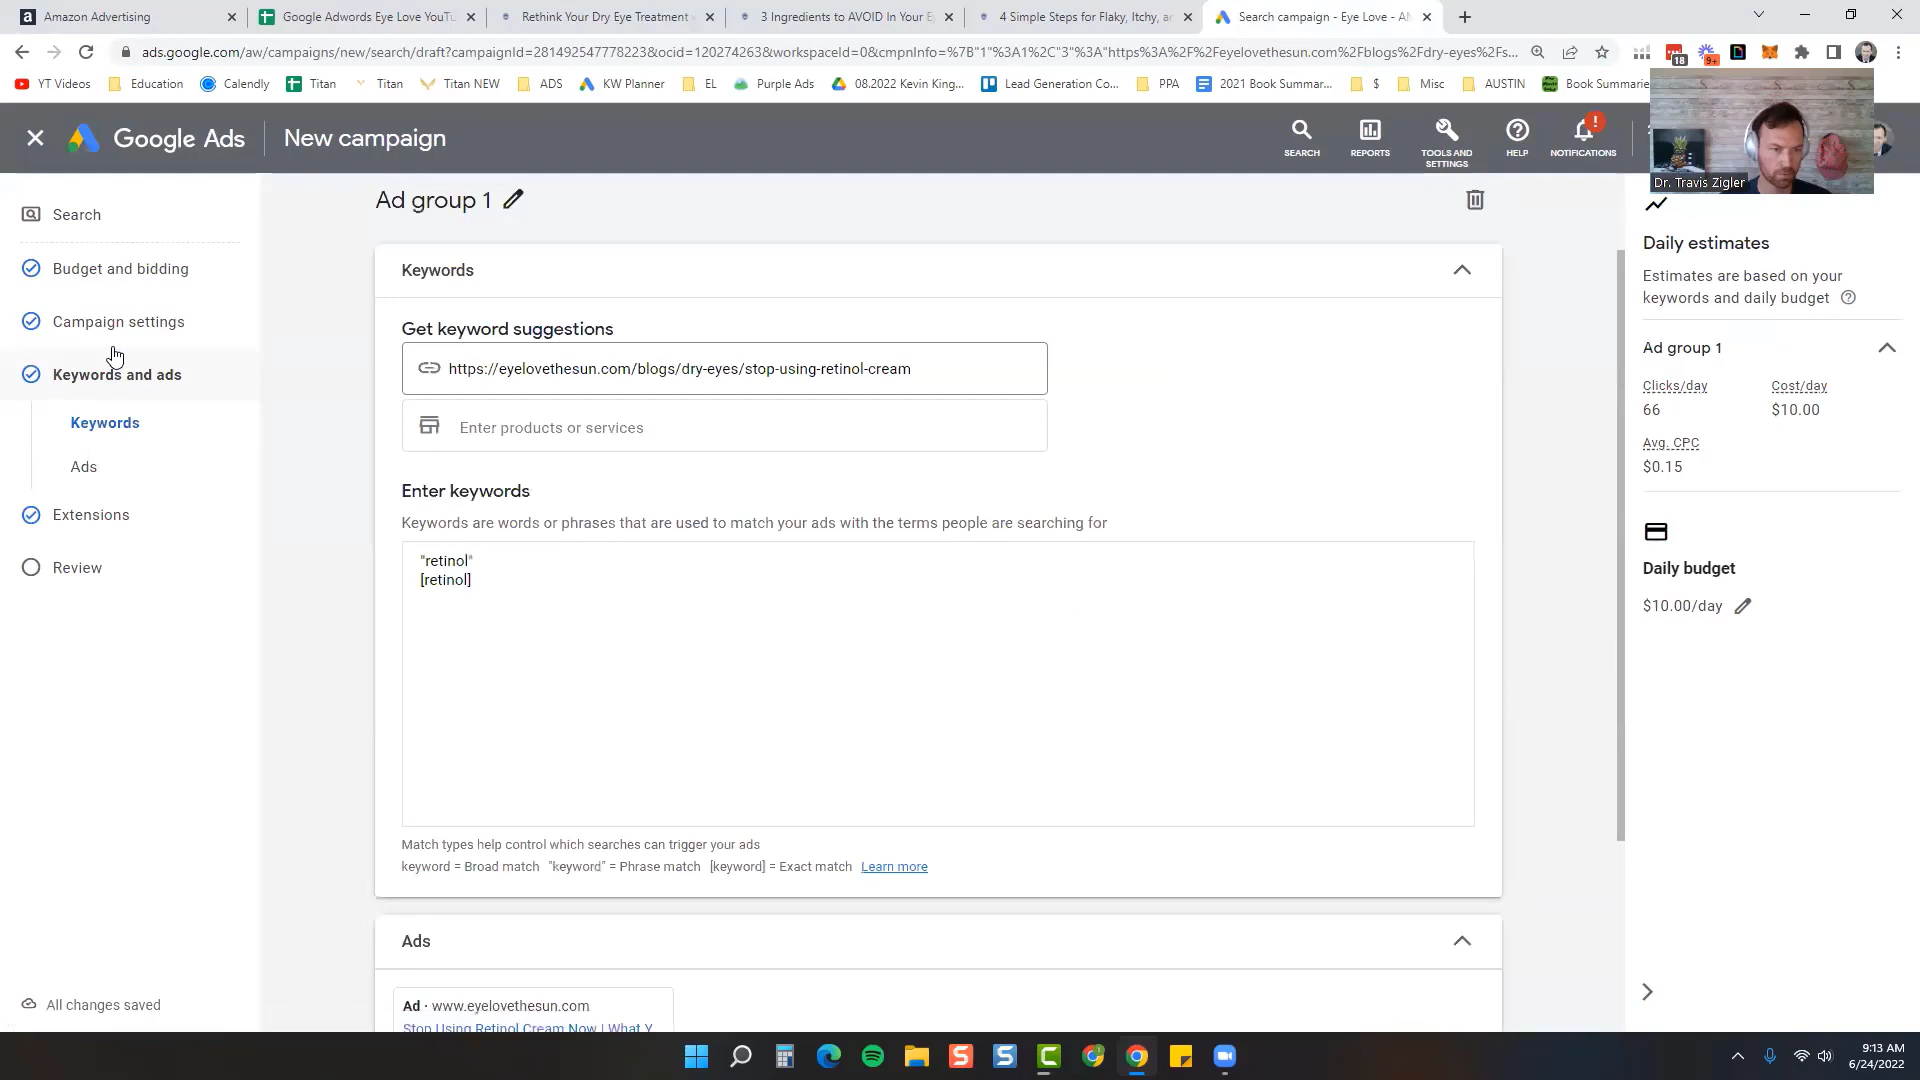 Amazon Advertising
Google Adwords Eye Love YouTu
Rethink Your Dry Eye Treatment
3 Ingredients to AVOID In Your E
4 Simple Steps for Flaky, Itchy, a
Search campaign - Eye Love - A
ads.google.com/aw/campaigns/new/search/draft?campaignId=281492547778223&ocid=120274263&workspaceId=0&cmpnInfo=%7B"1"%3A1%2C"3"%3A"https%3A%2F%2Feyelovethesun.com%2Fblogs%2Fdry-eyes%2Fs...
18
9+
YT Videos
Education
Calendly
Titan
Titan
Titan NEW
ADS
KW Planner
EL
Purple Ads
08.2022 Kevin King...
Lead Generation Co...
PPA
2021 Book Summar...
$
Misc
AUSTIN
Book Summarie
Google Ads
New campaign
SEARCH
REPORTS
TOOLS AND
SETTINGS
HELP
!
NOTIFICATIONS
Dr. Travis Zigler
Search
Budget and bidding
Campaign settings
Keywords and ads
Keywords
Ads
Extensions
Review
All changes saved
Ad group 1
Keywords
Get keyword suggestions
https://eyelovethesun.com/blogs/dry-eyes/stop-using-retinol-cream
Enter products or services
Enter keywords
Keywords are words or phrases that are used to match your ads with the terms people are searching for
"retinol"
[retinol]
Match types help control which searches can trigger your ads
keyword = Broad match "keyword" = Phrase match [keyword] = Exact match Learn more
Ads
Ad · www.eyelovethesun.com
Stop Using Retinol Cream Now | What Y
Daily estimates
Estimates are based on your
keywords and daily budget
Ad group 1
Clicks/day
Cost/day
66
$10.00
Avg. CPC
$0.15
Daily budget
$10.00/day
9:13 AM
6/24/2022